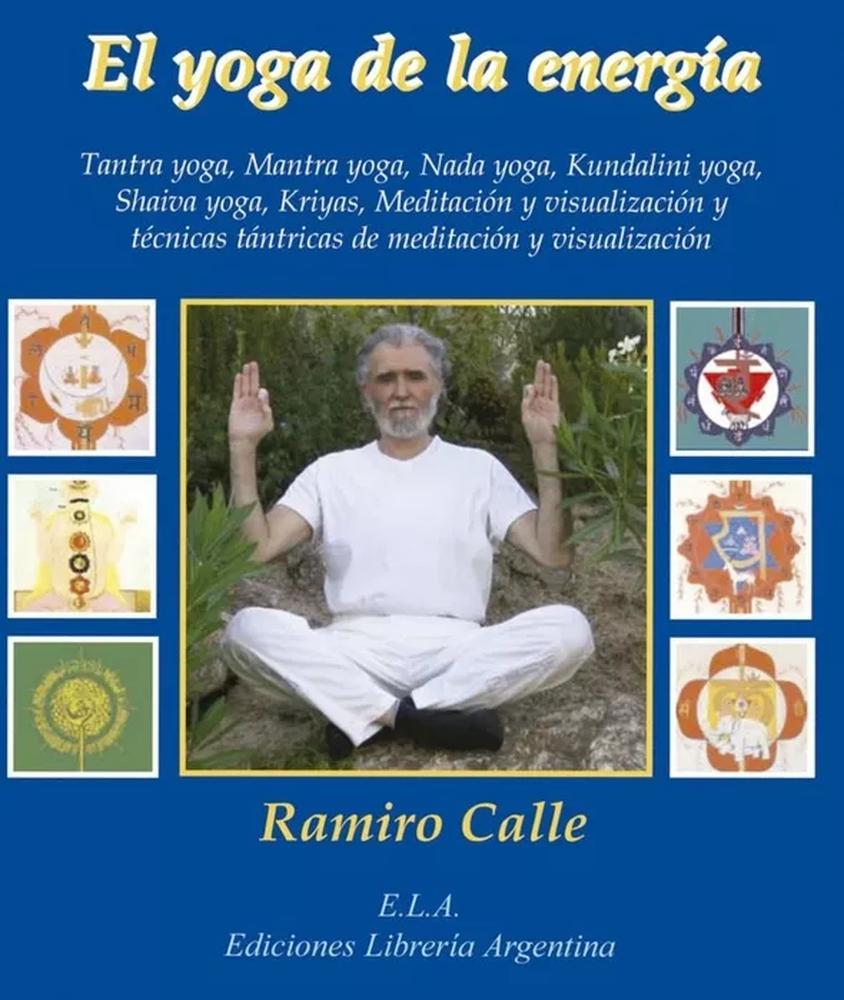 El yoga de la energía
Tantra yoga, Mantra yoga, Nada yoga, Kundalini yoga,
Shaiva yoga, Kriyas, Meditación y visualización y
técnicas tántricas de meditación y visualización
Ramiro Calle
E.L.A.
Ediciones Librería Argentina